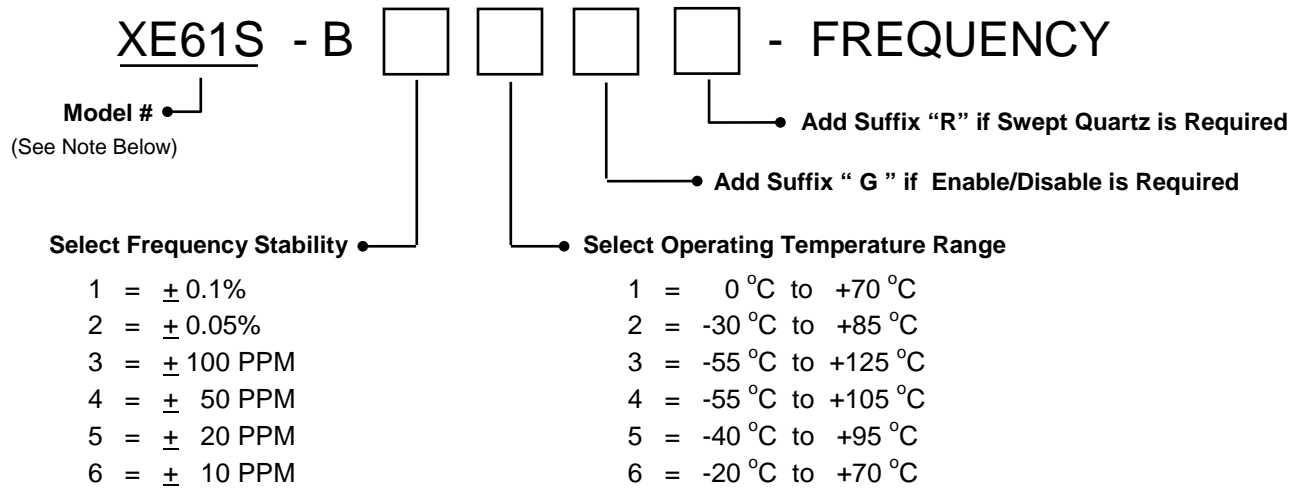 XE61S - B - FREQUENCY
Model #
(See Note Below)
Add Suffix “R” if Swept Quartz is Required
Add Suffix “ G ” if Enable/Disable is Required
Select Frequency Stability
1 = ± 0.1%
2 = ± 0.05%
3 = ± 100 PPM
4 = ± 50 PPM
5 = ± 20 PPM
6 = ± 10 PPM
Select Operating Temperature Range
1 = 0 °C to +70 °C
2 = -30 °C to +85 °C
3 = -55 °C to +125 °C
4 = -55 °C to +105 °C
5 = -40 °C to +95 °C
6 = -20 °C to +70 °C